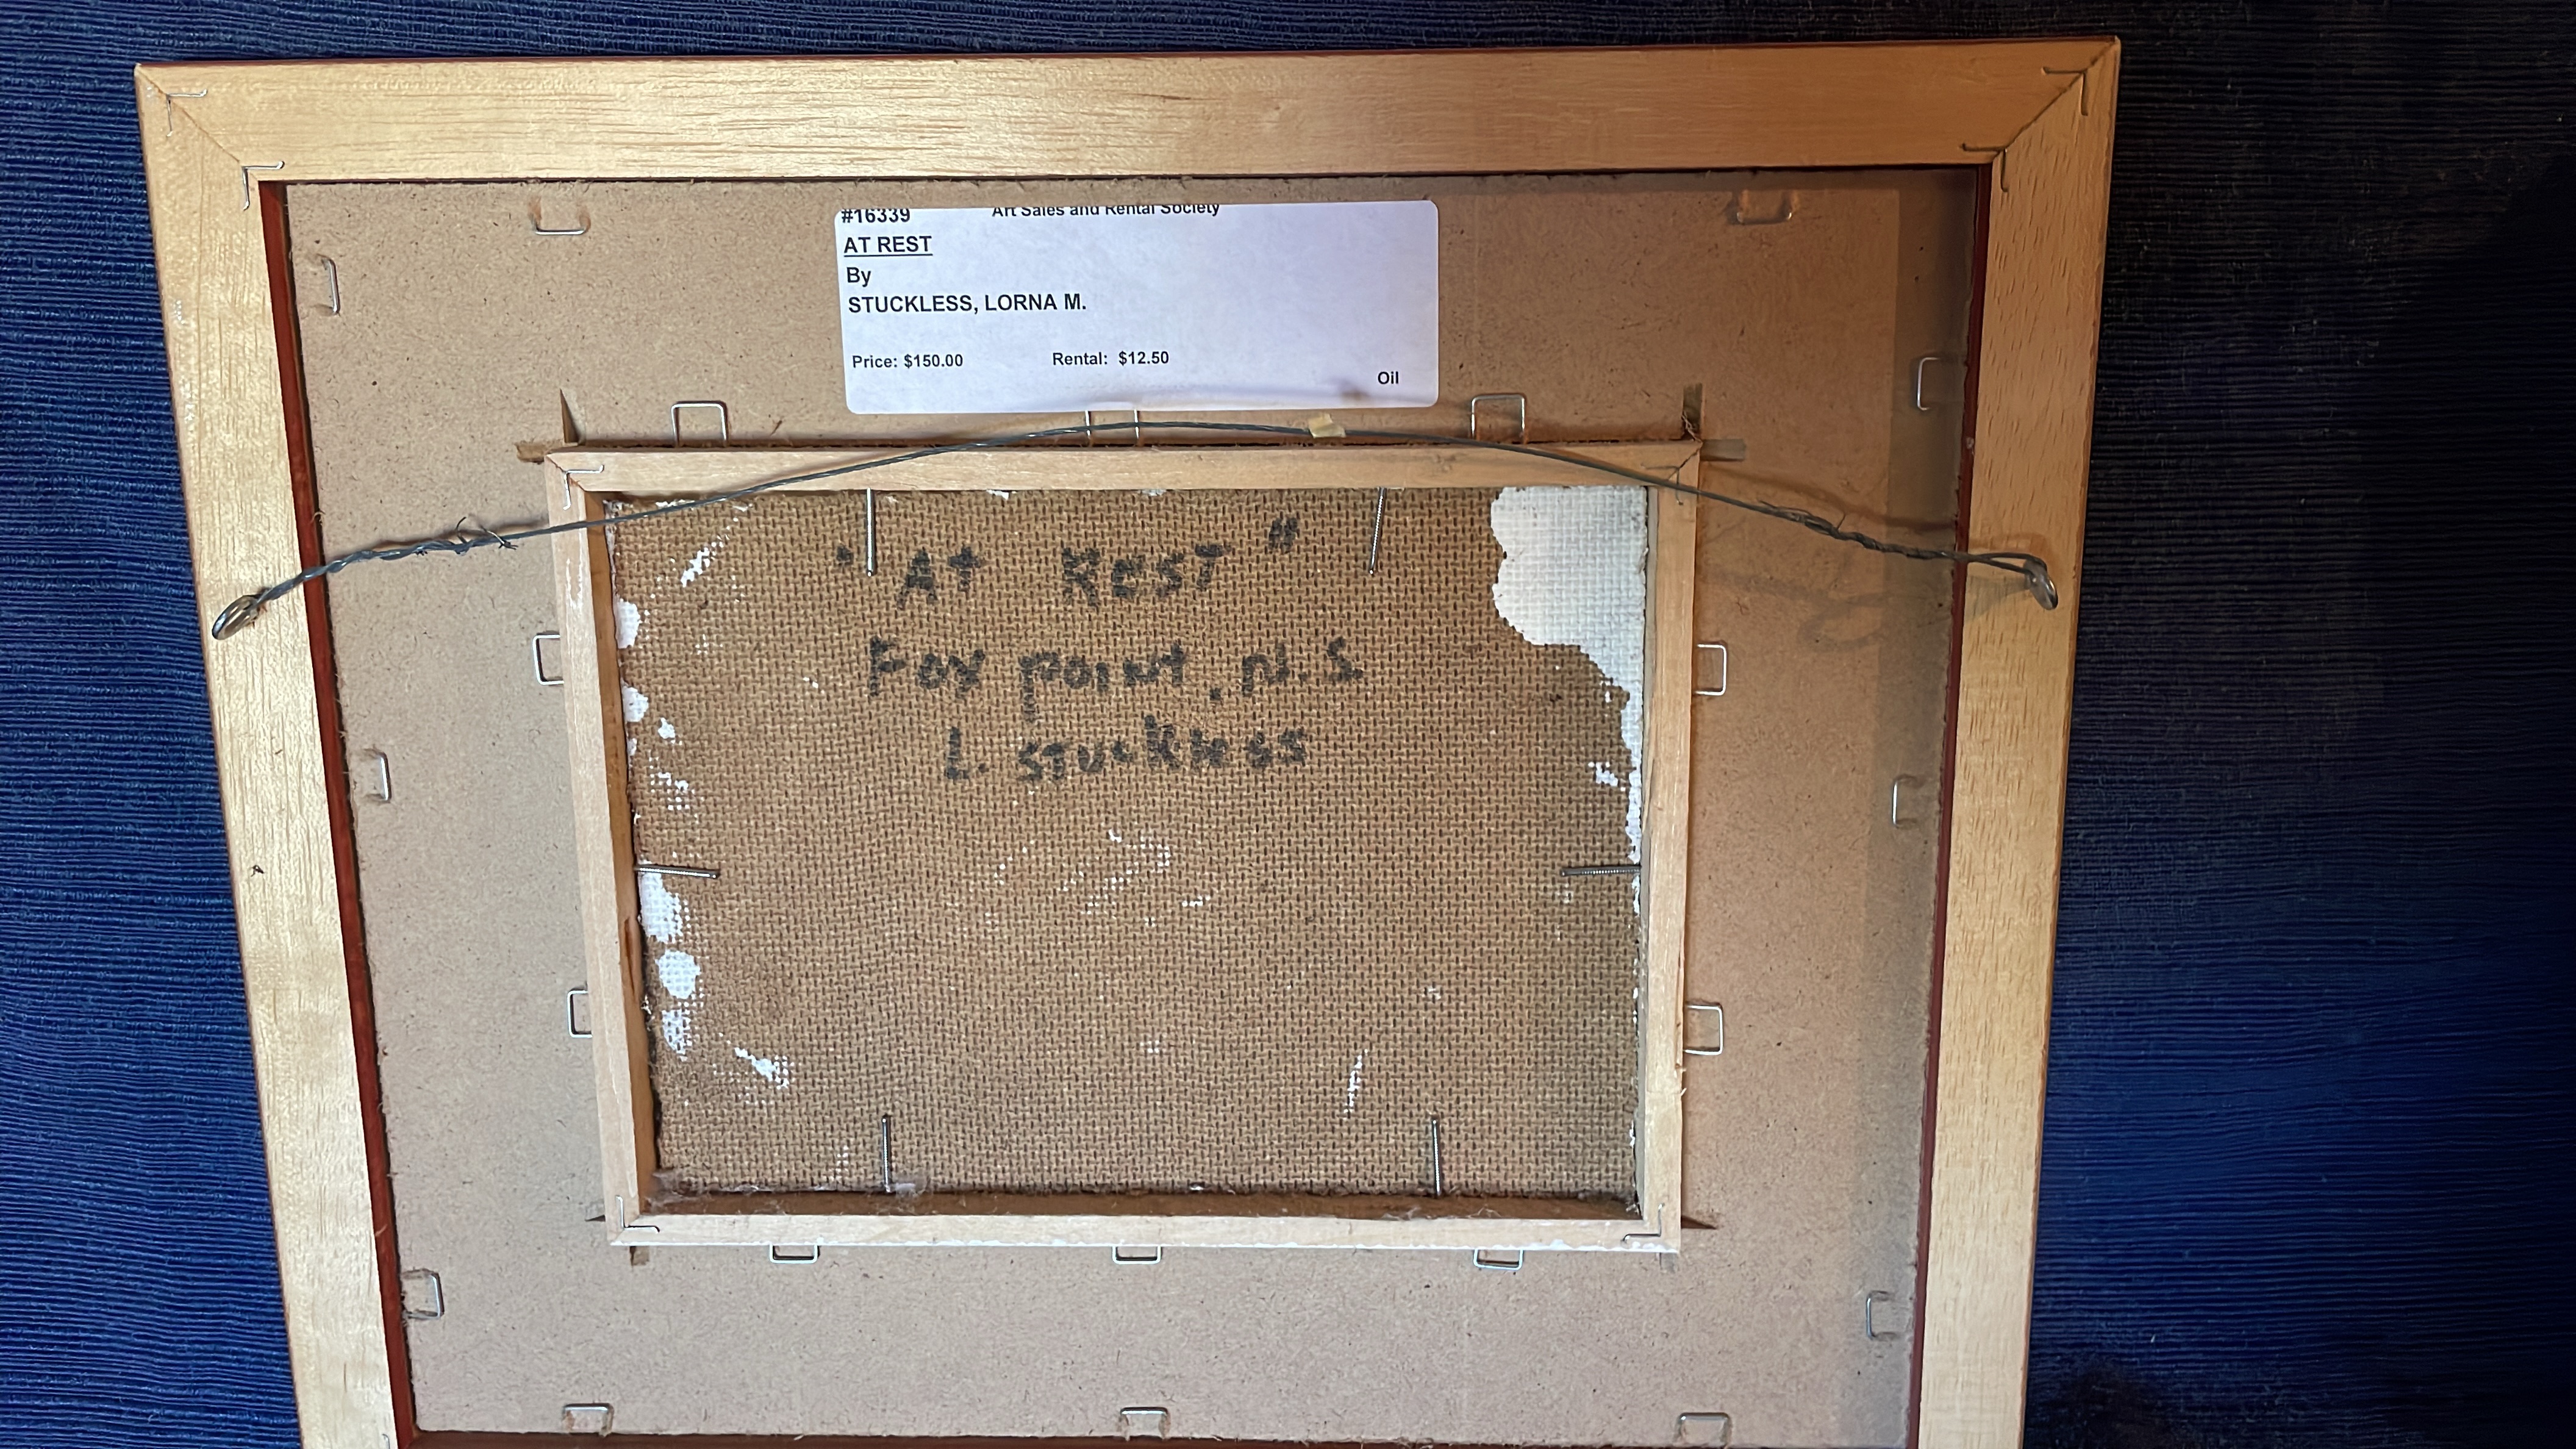 #16339 Art Sales and Rental Society
AT REST
By
STUCKLESS, LORNA M.
Price: $150.00 Rental: $12.50
Oil
"At ReST"
Fox point, N.S.
L. STUCKLESS